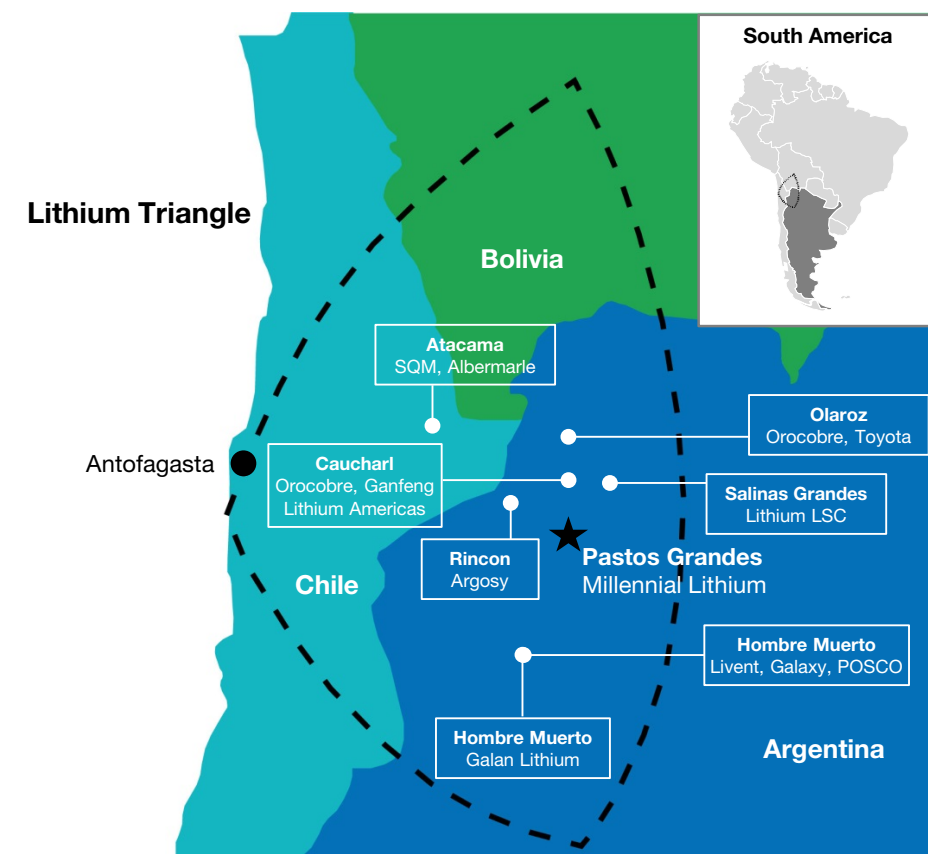 South America
Lithium Triangle
Bolivia
Atacama
SQM, Albermarle
Olaroz
Orocobre, Toyota
Antofagasta
Caucharl
Orocobre, Ganfeng
Lithium Americas
Salinas Grandes
Lithium LSC
Rincon
Argosy
Pastos Grandes
Millennial Lithium
Chile
Hombre Muerto
Livent, Galaxy, POSCO
Hombre Muerto
Galan Lithium
Argentina